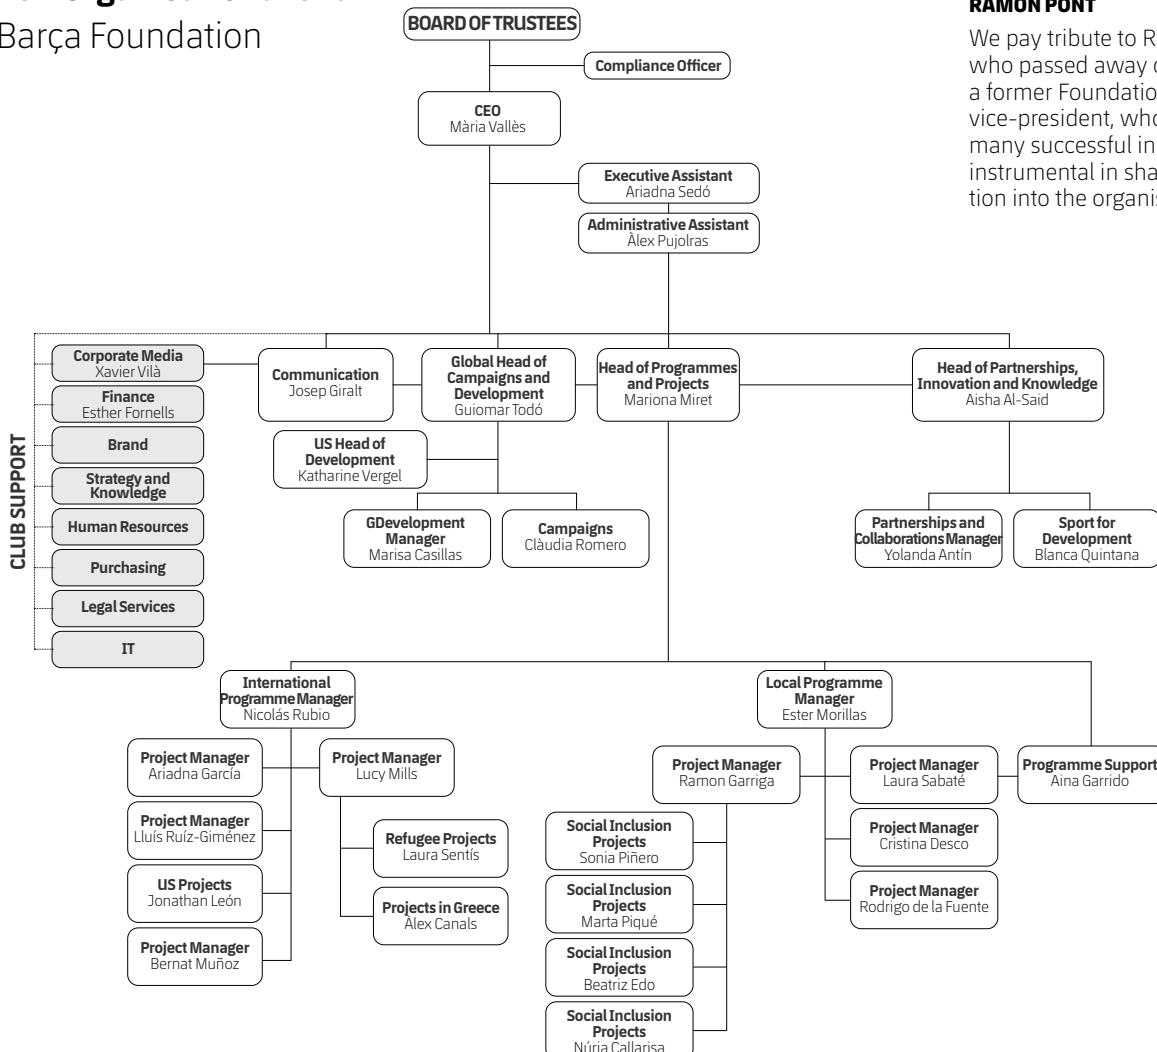 Barça Foundation
BOARD OF TRUSTEES
Compliance Officer
CEO
Mària Vallès
Executive Assistant
Ariadna Sedó
Administrative Assistant
Àlex Pujolras
RAMON PONT
We pay tribute to R
who passed away
a former Foundatio
vice-president, who
many successful in
instrumental in sha
tion into the organis
CLUB SUPPORT
Corporate Media
Xavier Vilà
Finance
Esther Fornells
Brand
Strategy and
Knowledge
Human Resources
Purchasing
Legal Services
IT
Communication
Josep Giralt
Global Head of
Campaigns and
Development
Guiomar Todó
Head of Programmes
and Projects
Mariona Miret
Head of Partnerships,
Innovation and Knowledge
Aisha Al-Said
US Head of
Development
Katharine Vergel
GDevelopment
Manager
Marisa Casillas
Campaigns
Clàudia Romero
Partnerships and
Collaborations Manager
Yolanda Antín
Sport for
Development
Blanca Quintana
International
Programme Manager
Nicolás Rubio
Local Programme
Manager
Ester Morillas
Project Manager
Ariadna García
Project Manager
Lucy Mills
Project Manager
Lluís Ruíz-Giménez
US Projects
Jonathan León
Project Manager
Bernat Muñoz
Refugee Projects
Laura Sentís
Projects in Greece
Àlex Canals
Project Manager
Ramon Garriga
Project Manager
Laura Sabaté
Programme Support
Aina Garrido
Project Manager
Cristina Desco
Project Manager
Rodrigo de la Fuente
Social Inclusion
Projects
Sonia Piñero
Social Inclusion
Projects
Marta Piqué
Social Inclusion
Projects
Beatriz Edo
Social Inclusion
Projects
Núria Callarisa